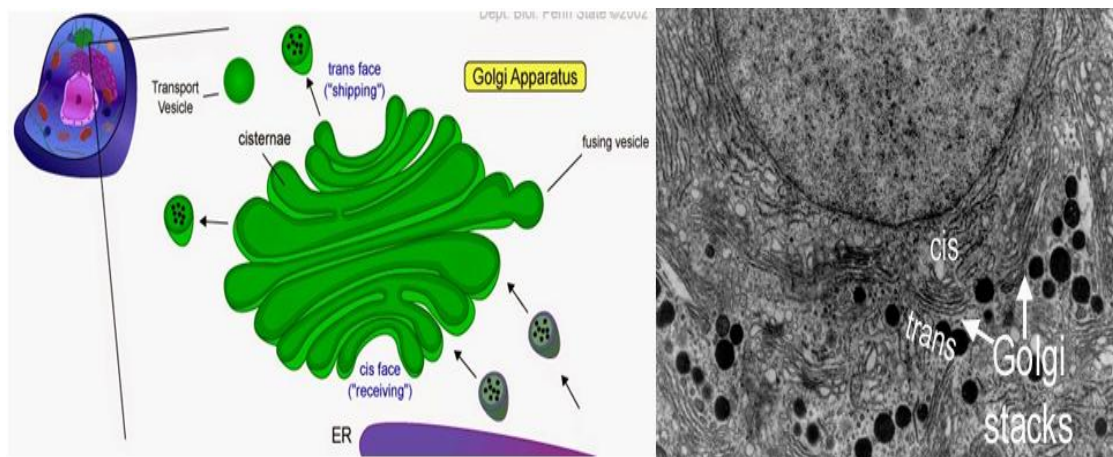 Dept. Biol. Penn State ©2002
Transport
Vesicle
trans face
("shipping")
Golgi Apparatus
cisternae
fusing vesicle
cis face
("receiving")
ER
cis
trans
Golgi
stacks